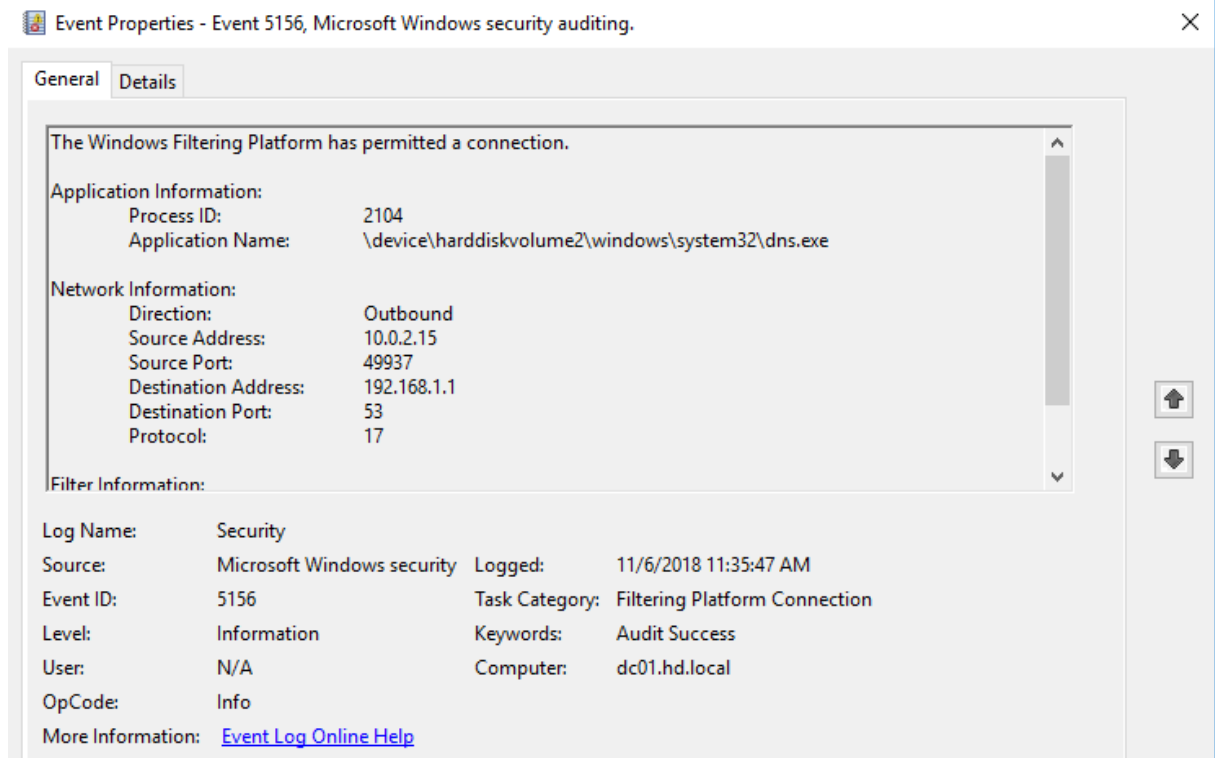 Event Properties - Event 5156, Microsoft Windows security auditing.
General Details
The Windows Filtering Platform has permitted a connection.
Application Information:
Process ID: 2104
Application Name: \device\harddiskvolume2\windows\system32\dns.exe
Network Information:
Direction: Outbound
Source Address: 10.0.2.15
Source Port: 49937
Destination Address: 192.168.1.1
Destination Port: 53
Protocol: 17
Filter Information:
Log Name: Security
Source: Microsoft Windows security Logged: 11/6/2018 11:35:47 AM
Event ID: 5156 Task Category: Filtering Platform Connection
Level: Information Keywords: Audit Success
User: N/A Computer: dc01.hd.local
OpCode: Info
More Information: Event Log Online Help